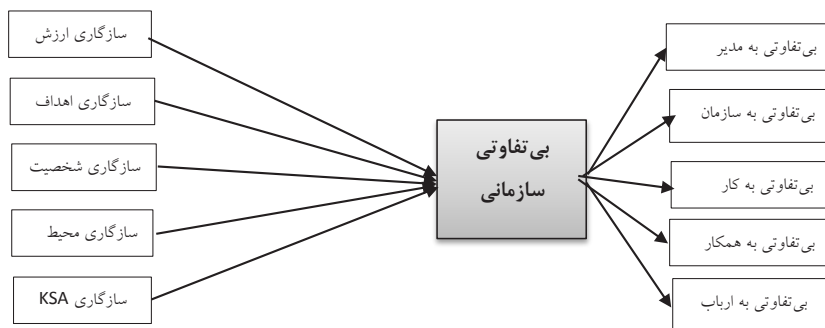 سازگاری ارزش
سازگاری اهداف
سازگاری شخصیت
سازگاری محیط
سازگاری KSA
بی‌تفاوتی
سازمانی
بی‌تفاوتی به مدیر
بی‌تفاوتی به سازمان
بی‌تفاوتی به کار
بی‌تفاوتی به همکار
بی‌تفاوتی به ارباب